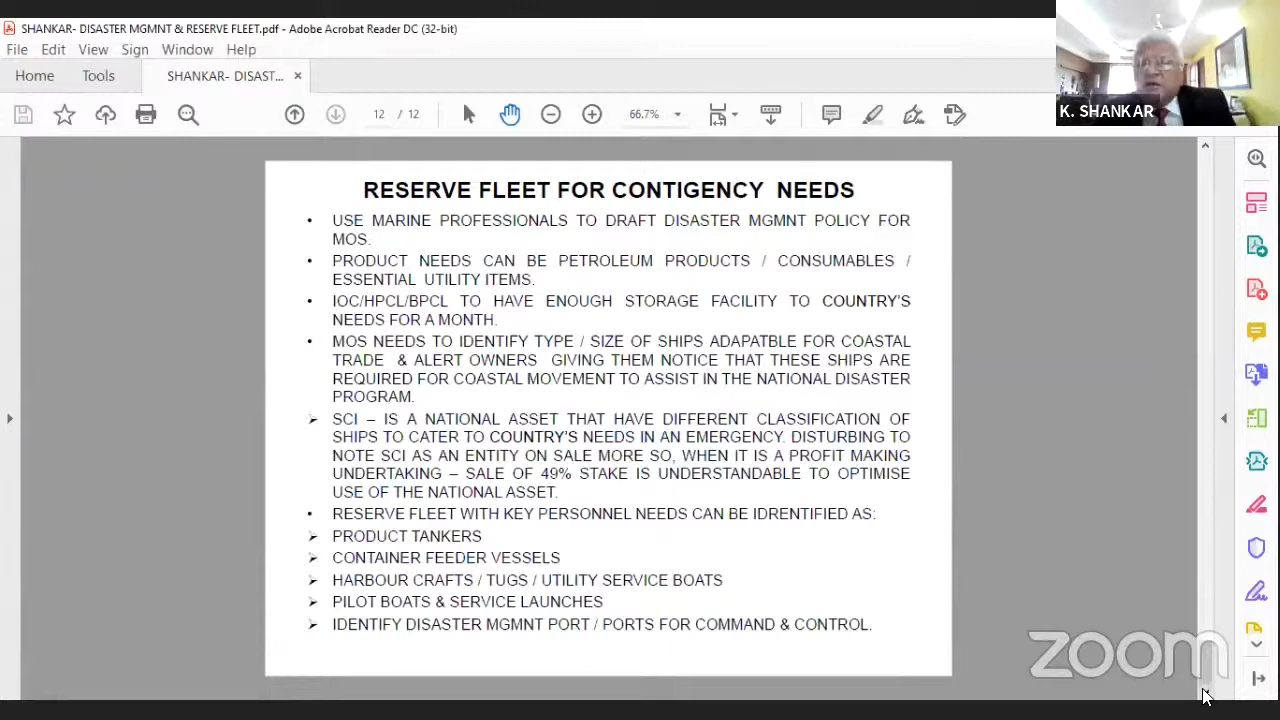 SHANKAR- DISASTER MGMNT & RESERVE FLEET.pdf - Adobe Acrobat Reader DC (32-bit)
File Edit View Sign Window Help
Home Tools SHANKAR- DISAST... ×
12 / 12 66.7%
K. SHANKAR
RESERVE FLEET FOR CONTIGENCY NEEDS
• USE MARINE PROFESSIONALS TO DRAFT DISASTER MGMNT POLICY FOR
MOS.
• PRODUCT NEEDS CAN BE PETROLEUM PRODUCTS / CONSUMABLES /
ESSENTIAL UTILITY ITEMS.
• IOC/HPCL/BPCL TO HAVE ENOUGH STORAGE FACILITY TO COUNTRY'S
NEEDS FOR A MONTH.
• MOS NEEDS TO IDENTIFY TYPE / SIZE OF SHIPS ADAPATBLE FOR COASTAL
TRADE & ALERT OWNERS GIVING THEM NOTICE THAT THESE SHIPS ARE
REQUIRED FOR COASTAL MOVEMENT TO ASSIST IN THE NATIONAL DISASTER
PROGRAM.
➢ SCI – IS A NATIONAL ASSET THAT HAVE DIFFERENT CLASSIFICATION OF
SHIPS TO CATER TO COUNTRY'S NEEDS IN AN EMERGENCY. DISTURBING TO
NOTE SCI AS AN ENTITY ON SALE MORE SO, WHEN IT IS A PROFIT MAKING
UNDERTAKING – SALE OF 49% STAKE IS UNDERSTANDABLE TO OPTIMISE
USE OF THE NATIONAL ASSET.
• RESERVE FLEET WITH KEY PERSONNEL NEEDS CAN BE IDRENTIFIED AS:
➢ PRODUCT TANKERS
➢ CONTAINER FEEDER VESSELS
➢ HARBOUR CRAFTS / TUGS / UTILITY SERVICE BOATS
➢ PILOT BOATS & SERVICE LAUNCHES
➢ IDENTIFY DISASTER MGMNT PORT / PORTS FOR COMMAND & CONTROL.
zoom